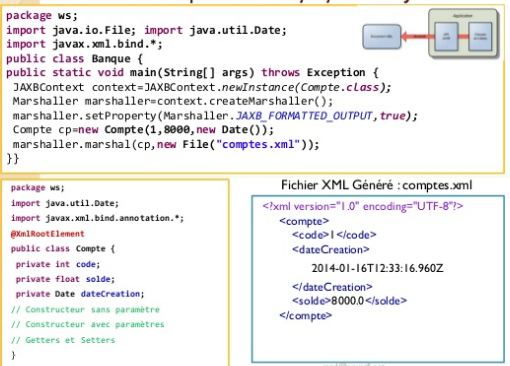 package ws;
import java.io.File; import java.util.Date;
import javax.xml.bind.*;
public class Banque {
public static void main(String[] args) throws Exception {
JAXBContext context=JAXBContext.newInstance(Compte.class);
Marshaller marshaller=context.createMarshaller();
marshaller.setProperty(Marshaller.JAXB_FORMATTED_OUTPUT,true);
Compte cp=new Compte(1,8000,new Date());
marshaller.marshal(cp,new File("comptes.xml"));
}}
Application
package ws;
import java.util.Date;
import javax.xml.bind.annotation.*;
@XmlRootElement
public class Compte {
private int code;
private float solde;
private Date dateCreation;
// Constructeur sans paramètre
// Constructeur avec paramètres
// Getters et Setters
}
Fichier XML Généré : comptes.xml
<?xml version="1.0" encoding="UTF-8"?>
<compte>
<code>1</code>
<dateCreation>
2014-01-16T12:33:16.960Z
</dateCreation>
<solde>8000.0</solde>
</compte>